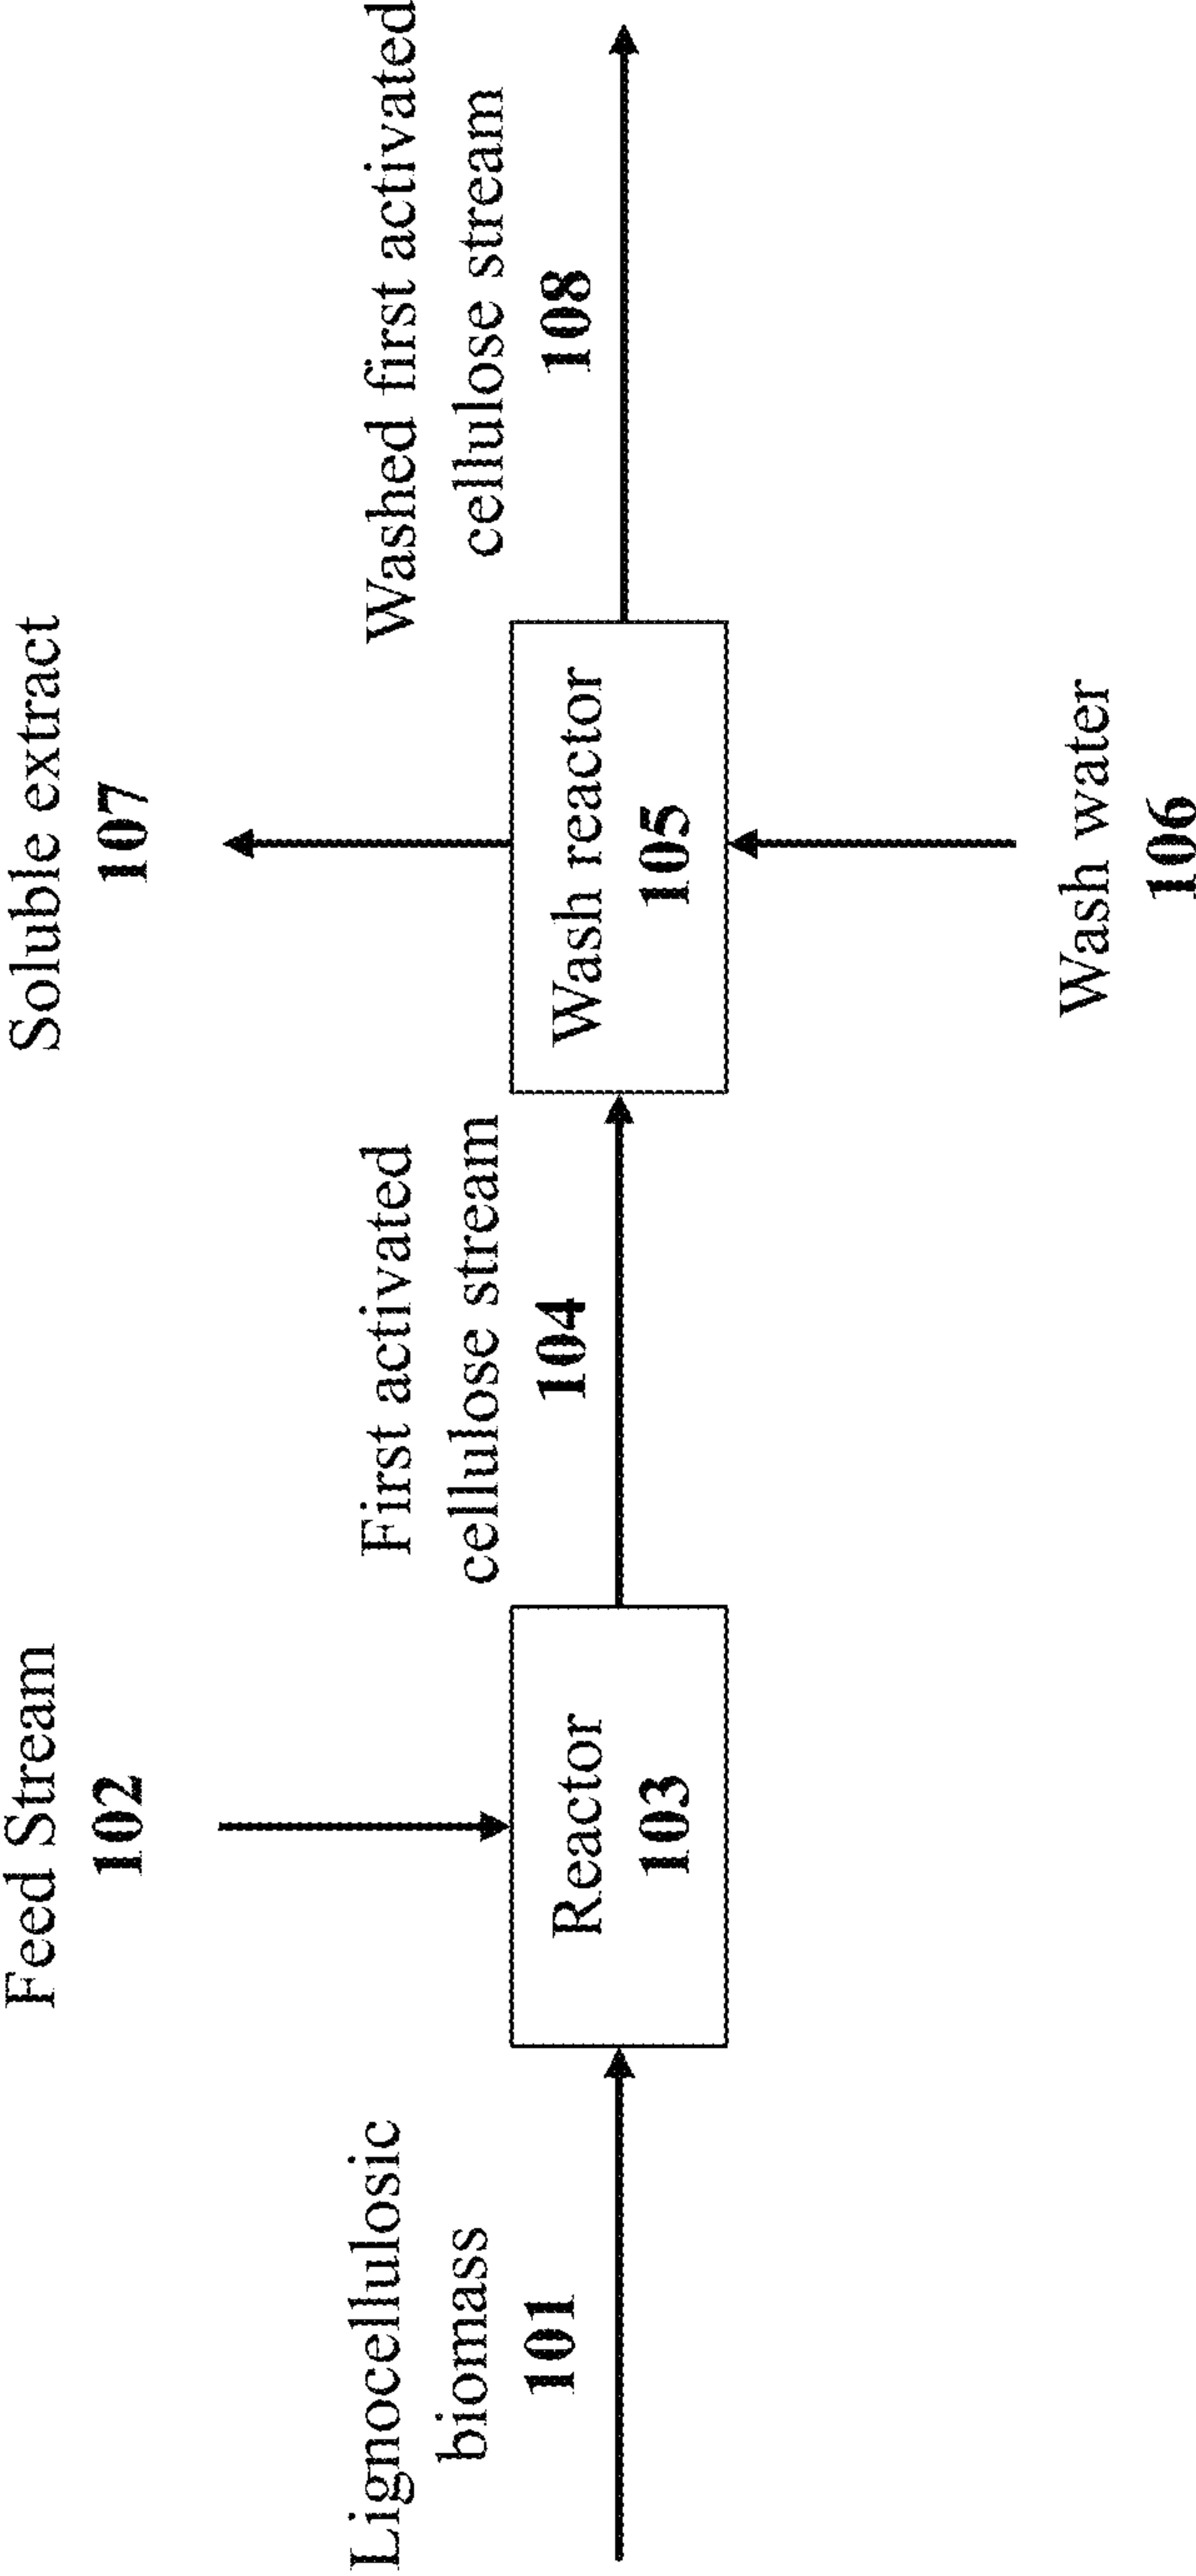 Feed Stream
102
Soluble extract
107
Lignocellulosic
biomass
101
First activated
cellulose stream
104
Washed first activated
cellulose stream
108
Reactor
103
Wash reactor
105
Wash water
106